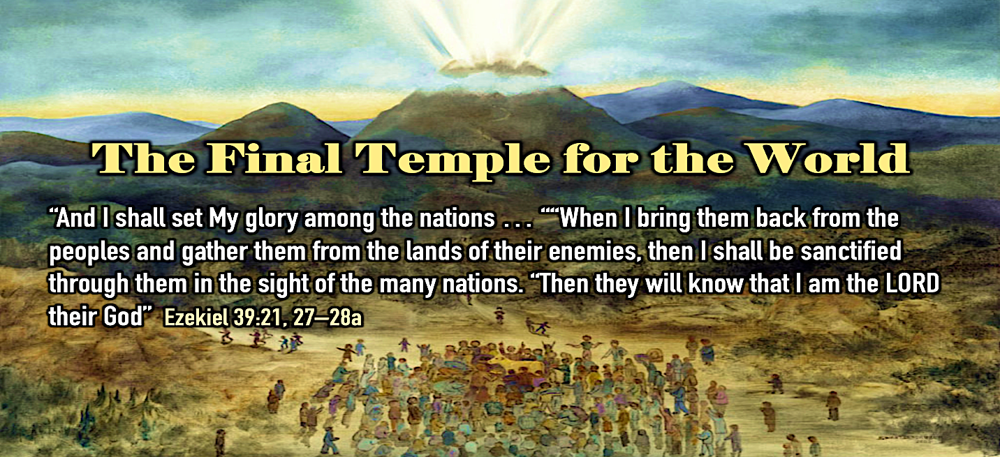 The Final Temple for the World
“And I shall set My glory among the nations . . . ““When I bring them back from the
peoples and gather them from the lands of their enemies, then I shall be sanctified
through them in the sight of the many nations. “Then they will know that I am the LORD
their God” Ezekiel 39:21, 27–28a